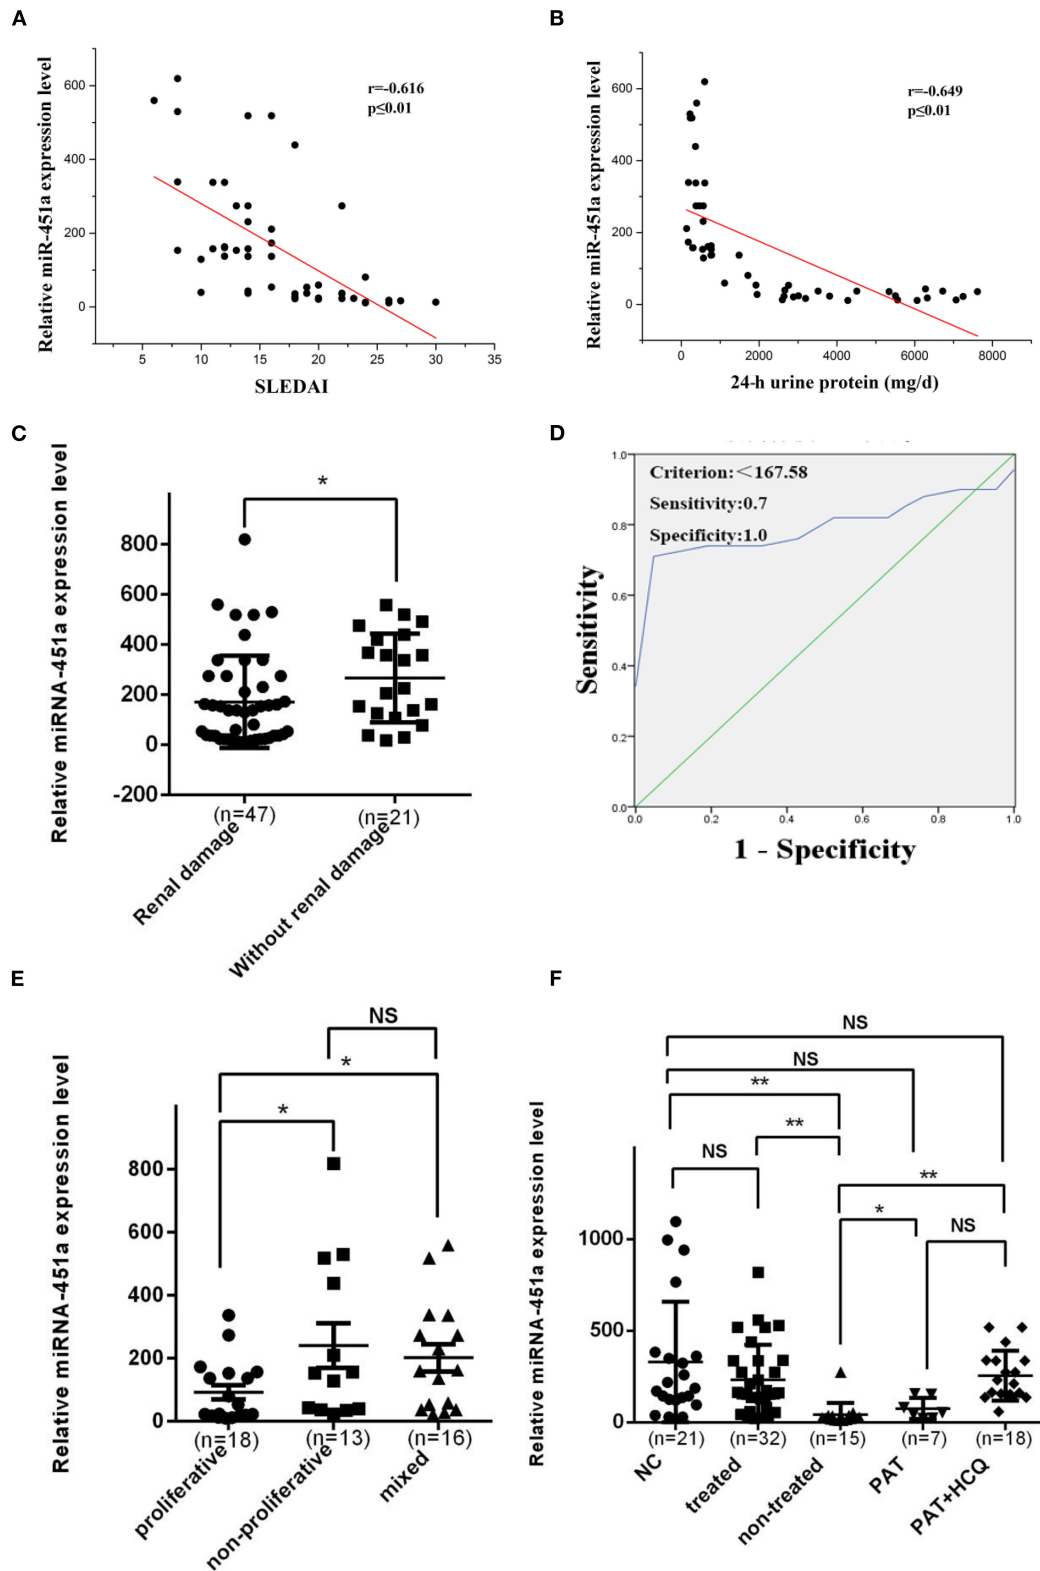 A
Relative miR-451a expression level
600
400
200
0
r=-0.616
p≤0.01
5 10 15 20 25 30 35
SLEDAI
B
Relative miR-451a expression level
600
400
200
0
r=-0.649
p≤0.01
0 2000 4000 6000 8000
24-h urine protein (mg/d)
C
Relative miRNA-451a expression level
*
800
600
400
200
0
-200
(n=47) (n=21)
Renal damage
Without renal damage
D
Sensitivity
1.0
0.8
0.6
0.4
0.2
0.0
Criterion:<167.58
Sensitivity:0.7
Specificity:1.0
0.0 0.2 0.4 0.6 0.8 1.0
1 - Specificity
E
Relative miRNA-451a expression level
NS
*
*
800
600
400
200
0
(n=18) (n=13) (n=16)
proliferative
non-proliferative
mixed
F
Relative miRNA-451a expression level
NS
NS
**
**
NS
**
*
NS
1000
500
0
(n=21) (n=32) (n=15) (n=7) (n=18)
NC
treated
non-treated
PAT
PAT+HCQ